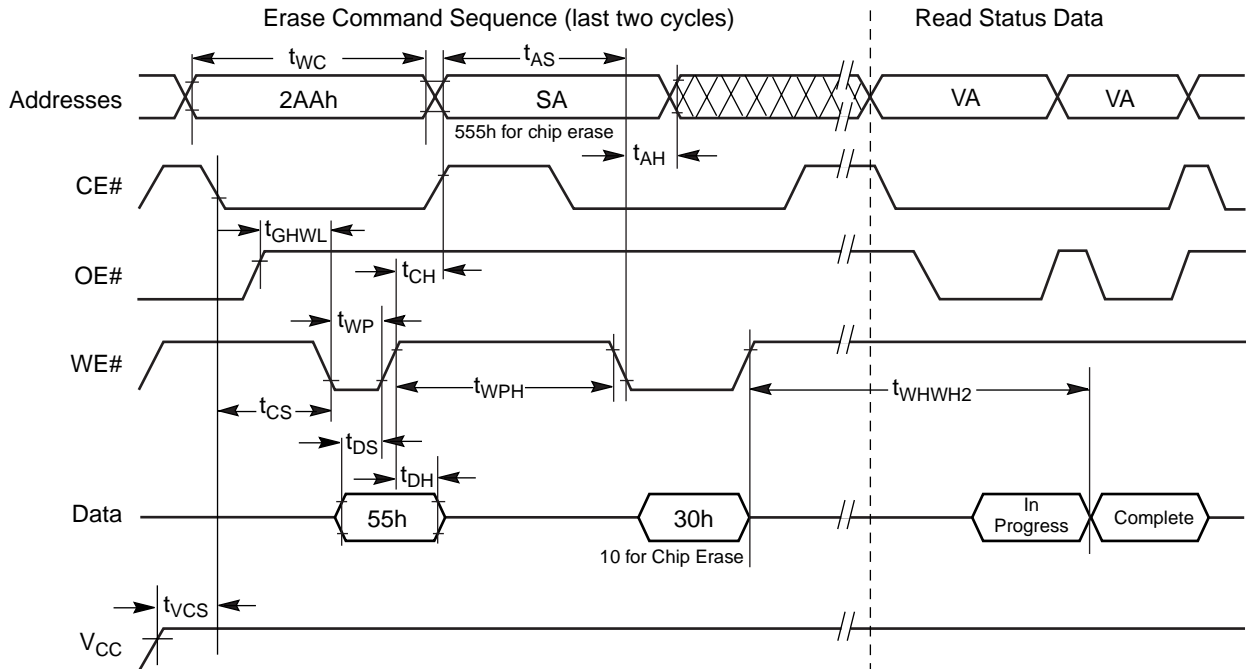 Erase Command Sequence (last two cycles)
Read Status Data
tWC
tAS
Addresses
2AAh
SA
VA
VA
555h for chip erase
tAH
CE#
tGHWL
OE#
tCH
tWP
WE#
tWPH
tWHWH2
tCS
tDS
tDH
Data
55h
30h
In
Progress
Complete
10 for Chip Erase
tVCS
VCC